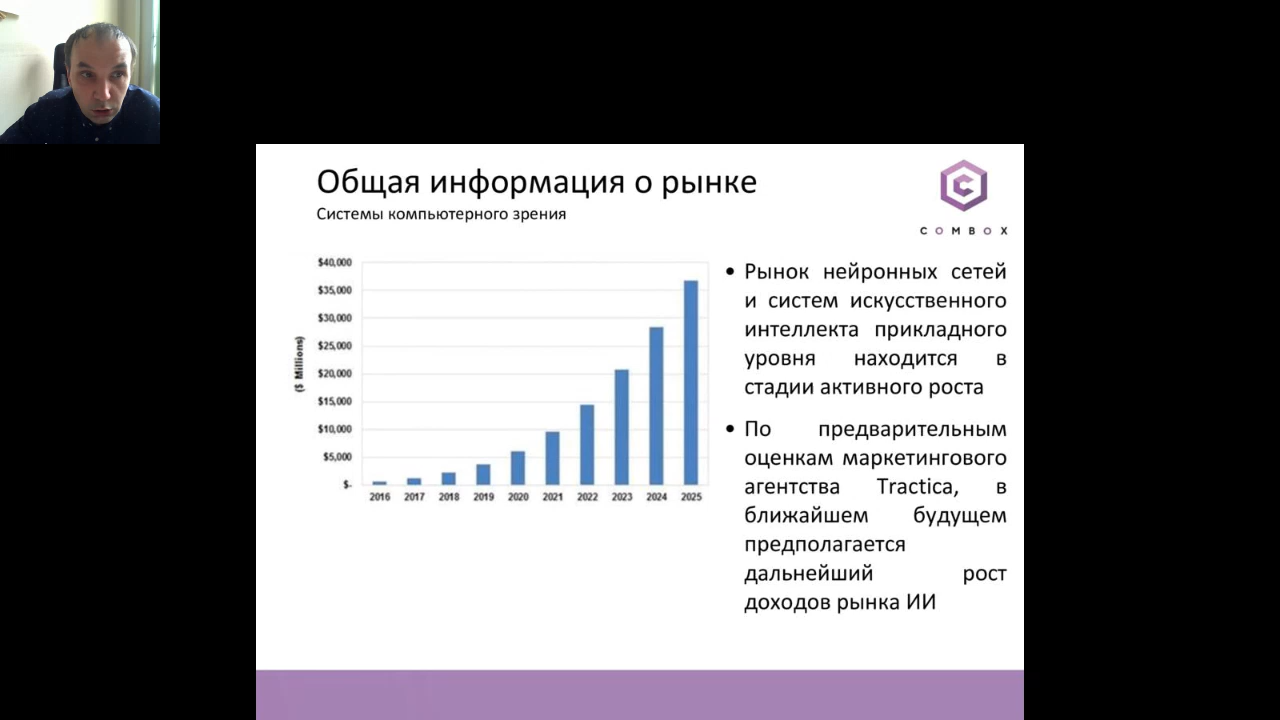 Общая информация о рынке
Системы компьютерного зрения
COMBOX
$40,000
$35,000
$30,000
$25,000
$20,000
$15,000
$10,000
$5,000
$-
($ Millions)
2016 2017 2018 2019 2020 2021 2022 2023 2024 2025
• Рынок нейронных сетей
и систем искусственного
интеллекта прикладного
уровня находится в
стадии активного роста
• По предварительным
оценкам маркетингового
агентства Tractica, в
ближайшем будущем
предполагается
дальнейший рост
доходов рынка ИИ